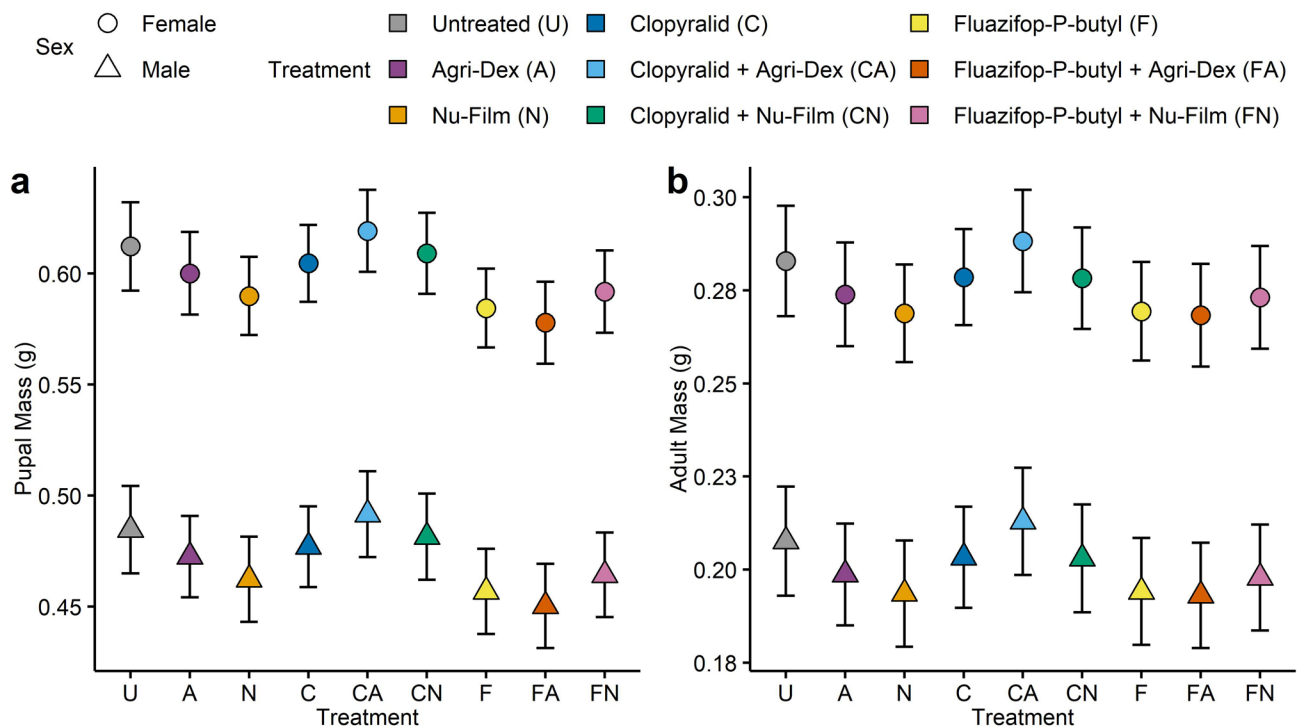 Sex
Female
Male
Treatment
Untreated (U)
Agri-Dex (A)
Nu-Film (N)
Clopyralid (C)
Clopyralid + Agri-Dex (CA)
Clopyralid + Nu-Film (CN)
Fluazifop-P-butyl (F)
Fluazifop-P-butyl + Agri-Dex (FA)
Fluazifop-P-butyl + Nu-Film (FN)
a
Pupal Mass (g)
0.60
0.55
0.50
0.45
U A N C CA CN F FA FN
Treatment
b
Adult Mass (g)
0.30
0.28
0.25
0.23
0.20
0.18
U A N C CA CN F FA FN
Treatment